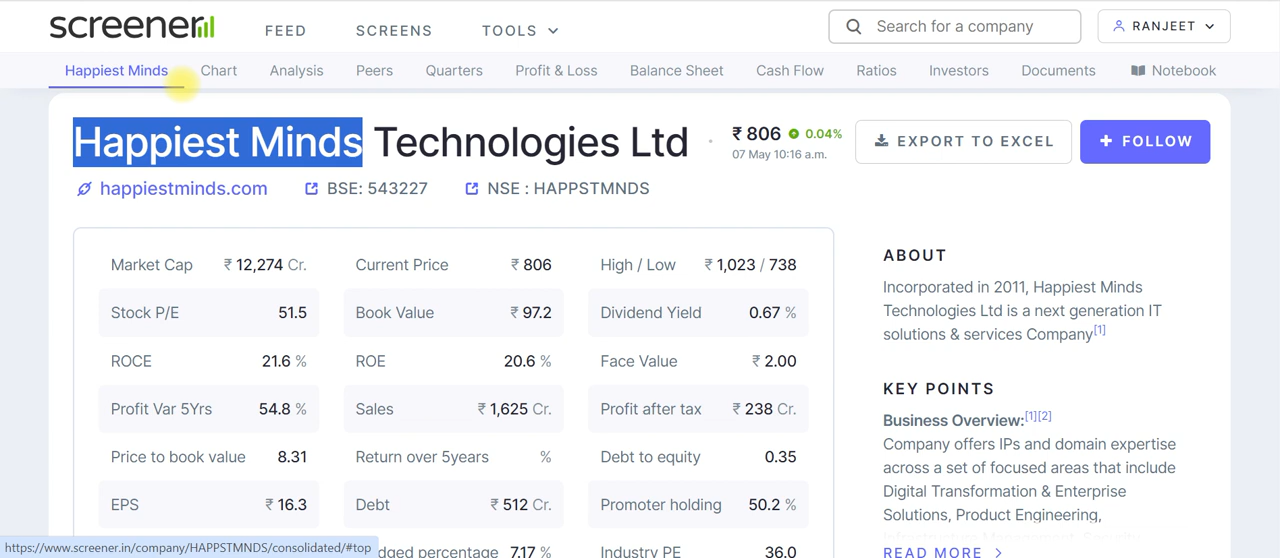 screener
FEED
SCREENS
TOOLS
Search for a company
RANJEET
Happiest Minds
Chart
Analysis
Peers
Quarters
Profit & Loss
Balance Sheet
Cash Flow
Ratios
Investors
Documents
Notebook
Happiest Minds Technologies Ltd
₹ 806 0.04%
07 May 10:16 a.m.
EXPORT TO EXCEL
FOLLOW
happiestminds.com
BSE: 543227
NSE : HAPPSTMNDS
Market Cap ₹ 12,274 Cr.
Current Price ₹ 806
High / Low ₹ 1,023 / 738
Stock P/E 51.5
Book Value ₹ 97.2
Dividend Yield 0.67 %
ROCE 21.6 %
ROE 20.6 %
Face Value ₹ 2.00
Profit Var 5Yrs 54.8 %
Sales ₹ 1,625 Cr.
Profit after tax ₹ 238 Cr.
Price to book value 8.31
Return over 5years %
Debt to equity 0.35
EPS ₹ 16.3
Debt ₹ 512 Cr.
Promoter holding 50.2 %
percentage 7.17 %
Industry PE 36.0
ABOUT
Incorporated in 2011, Happiest Minds
Technologies Ltd is a next generation IT
solutions & services Company[1]
KEY POINTS
Business Overview:[1][2]
Company offers IPs and domain expertise
across a set of focused areas that include
Digital Transformation & Enterprise
Solutions, Product Engineering,
READ MORE
https://www.screener.in/company/HAPPSTMNDS/consolidated/#top